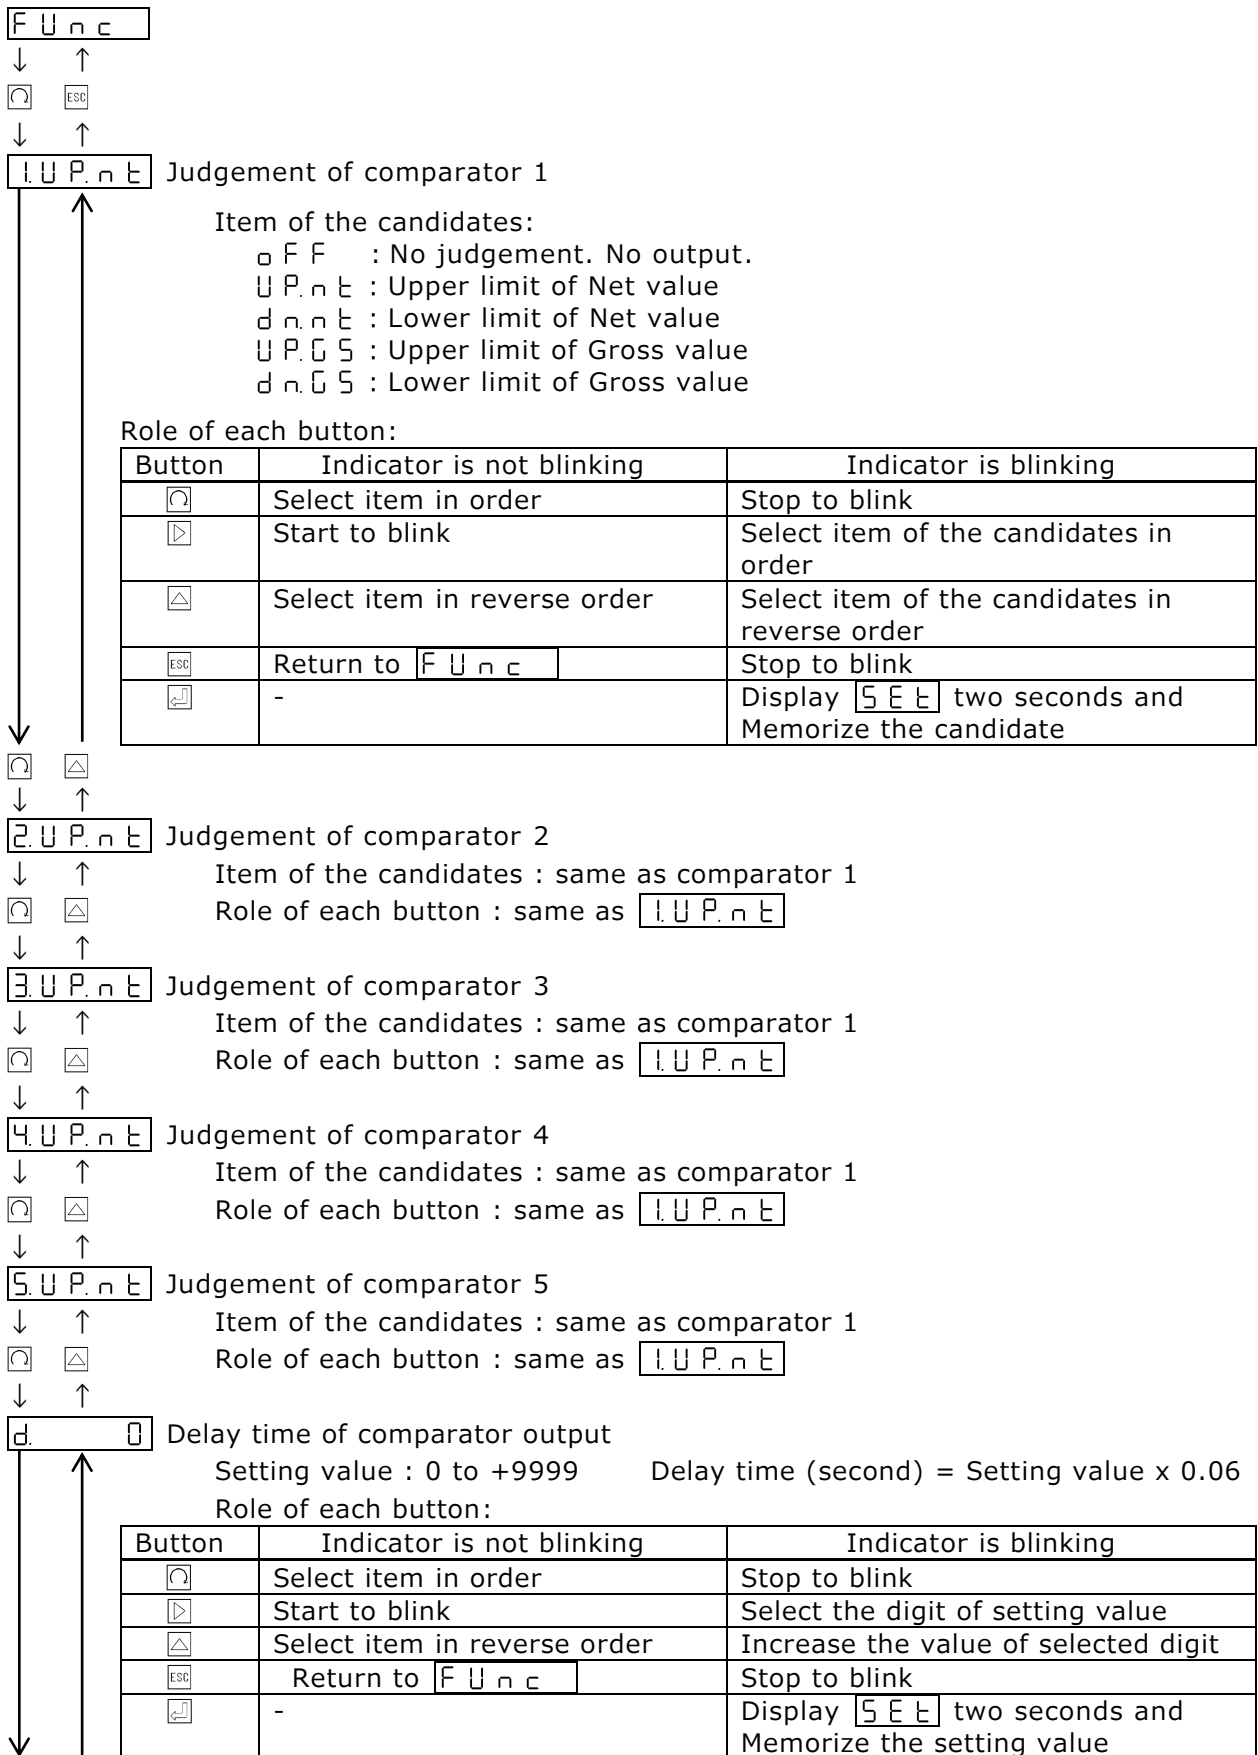 FUnc
↓ ↑
ESC
↓ ↑
1.UP.nt Judgement of comparator 1
Item of the candidates:
oFF : No judgement. No output.
UP.nt : Upper limit of Net value
dn.nt : Lower limit of Net value
UP.GS : Upper limit of Gross value
dn.GS : Lower limit of Gross value
Role of each button:
Button Indicator is not blinking Indicator is blinking
Select item in order Stop to blink
Start to blink Select item of the candidates in
order
Select item in reverse order Select item of the candidates in
reverse order
ESC Return to FUnc Stop to blink
- Display SEt two seconds and
Memorize the candidate
↓ ↑
2.UP.nt Judgement of comparator 2
↓ ↑ Item of the candidates : same as comparator 1
Role of each button : same as 1.UP.nt
↓ ↑
3.UP.nt Judgement of comparator 3
↓ ↑ Item of the candidates : same as comparator 1
Role of each button : same as 1.UP.nt
↓ ↑
4.UP.nt Judgement of comparator 4
↓ ↑ Item of the candidates : same as comparator 1
Role of each button : same as 1.UP.nt
↓ ↑
5.UP.nt Judgement of comparator 5
↓ ↑ Item of the candidates : same as comparator 1
Role of each button : same as 1.UP.nt
↓ ↑
d. 0 Delay time of comparator output
Setting value : 0 to +9999 Delay time (second) = Setting value x 0.06
Role of each button:
Button Indicator is not blinking Indicator is blinking
Select item in order Stop to blink
Start to blink Select the digit of setting value
Select item in reverse order Increase the value of selected digit
ESC Return to FUnc Stop to blink
- Display SEt two seconds and
Memorize the setting value